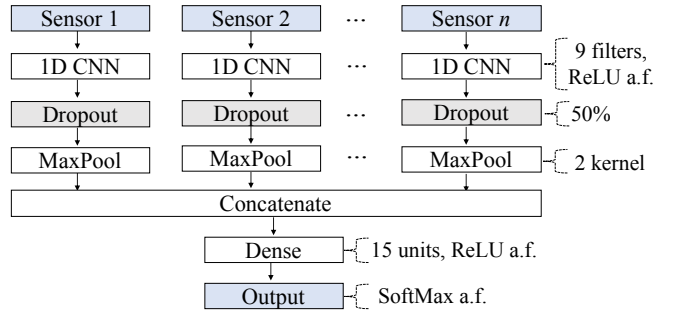 Sensor 1 Sensor 2 ... Sensor n
1D CNN 1D CNN ... 1D CNN 9 filters,
ReLU a.f.
Dropout Dropout ... Dropout 50%
MaxPool MaxPool ... MaxPool 2 kernel
Concatenate
Dense 15 units, ReLU a.f.
Output SoftMax a.f.